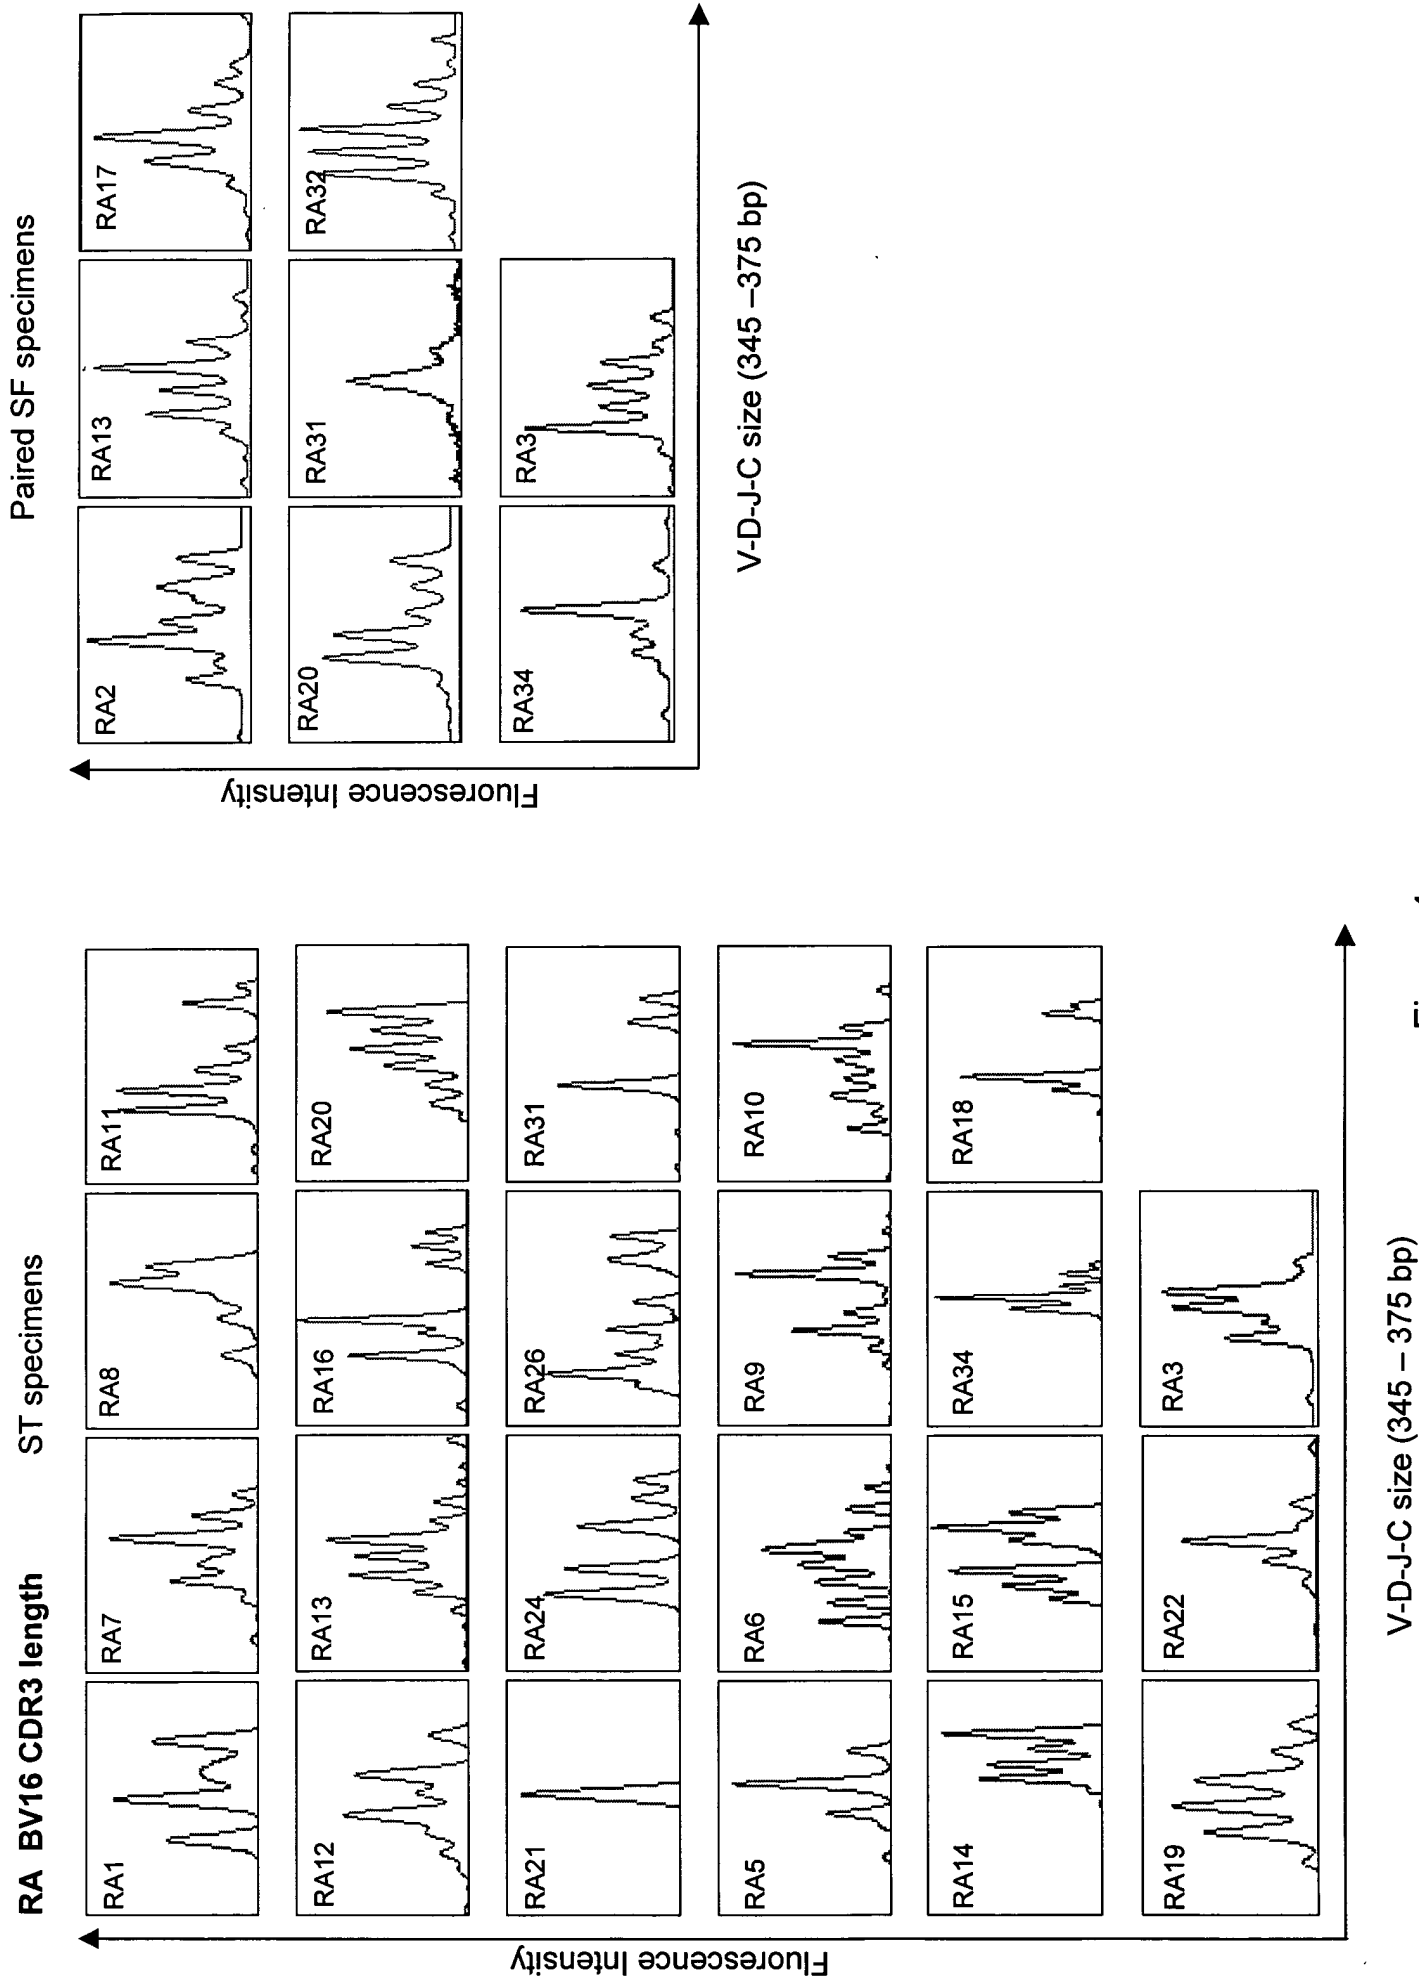 RA BV16 CDR3 length
ST specimens
RA1
RA7
RA8
RA11
RA12
RA13
RA16
RA20
RA21
RA24
RA26
RA31
RA5
RA6
RA9
RA10
RA14
RA15
RA34
RA18
RA19
RA22
RA3
Fluorescence Intensity
V-D-J-C size (345 – 375 bp)
Paired SF specimens
RA2
RA13
RA17
RA20
RA31
RA32
RA34
RA3
Fluorescence Intensity
V-D-J-C size (345 –375 bp)